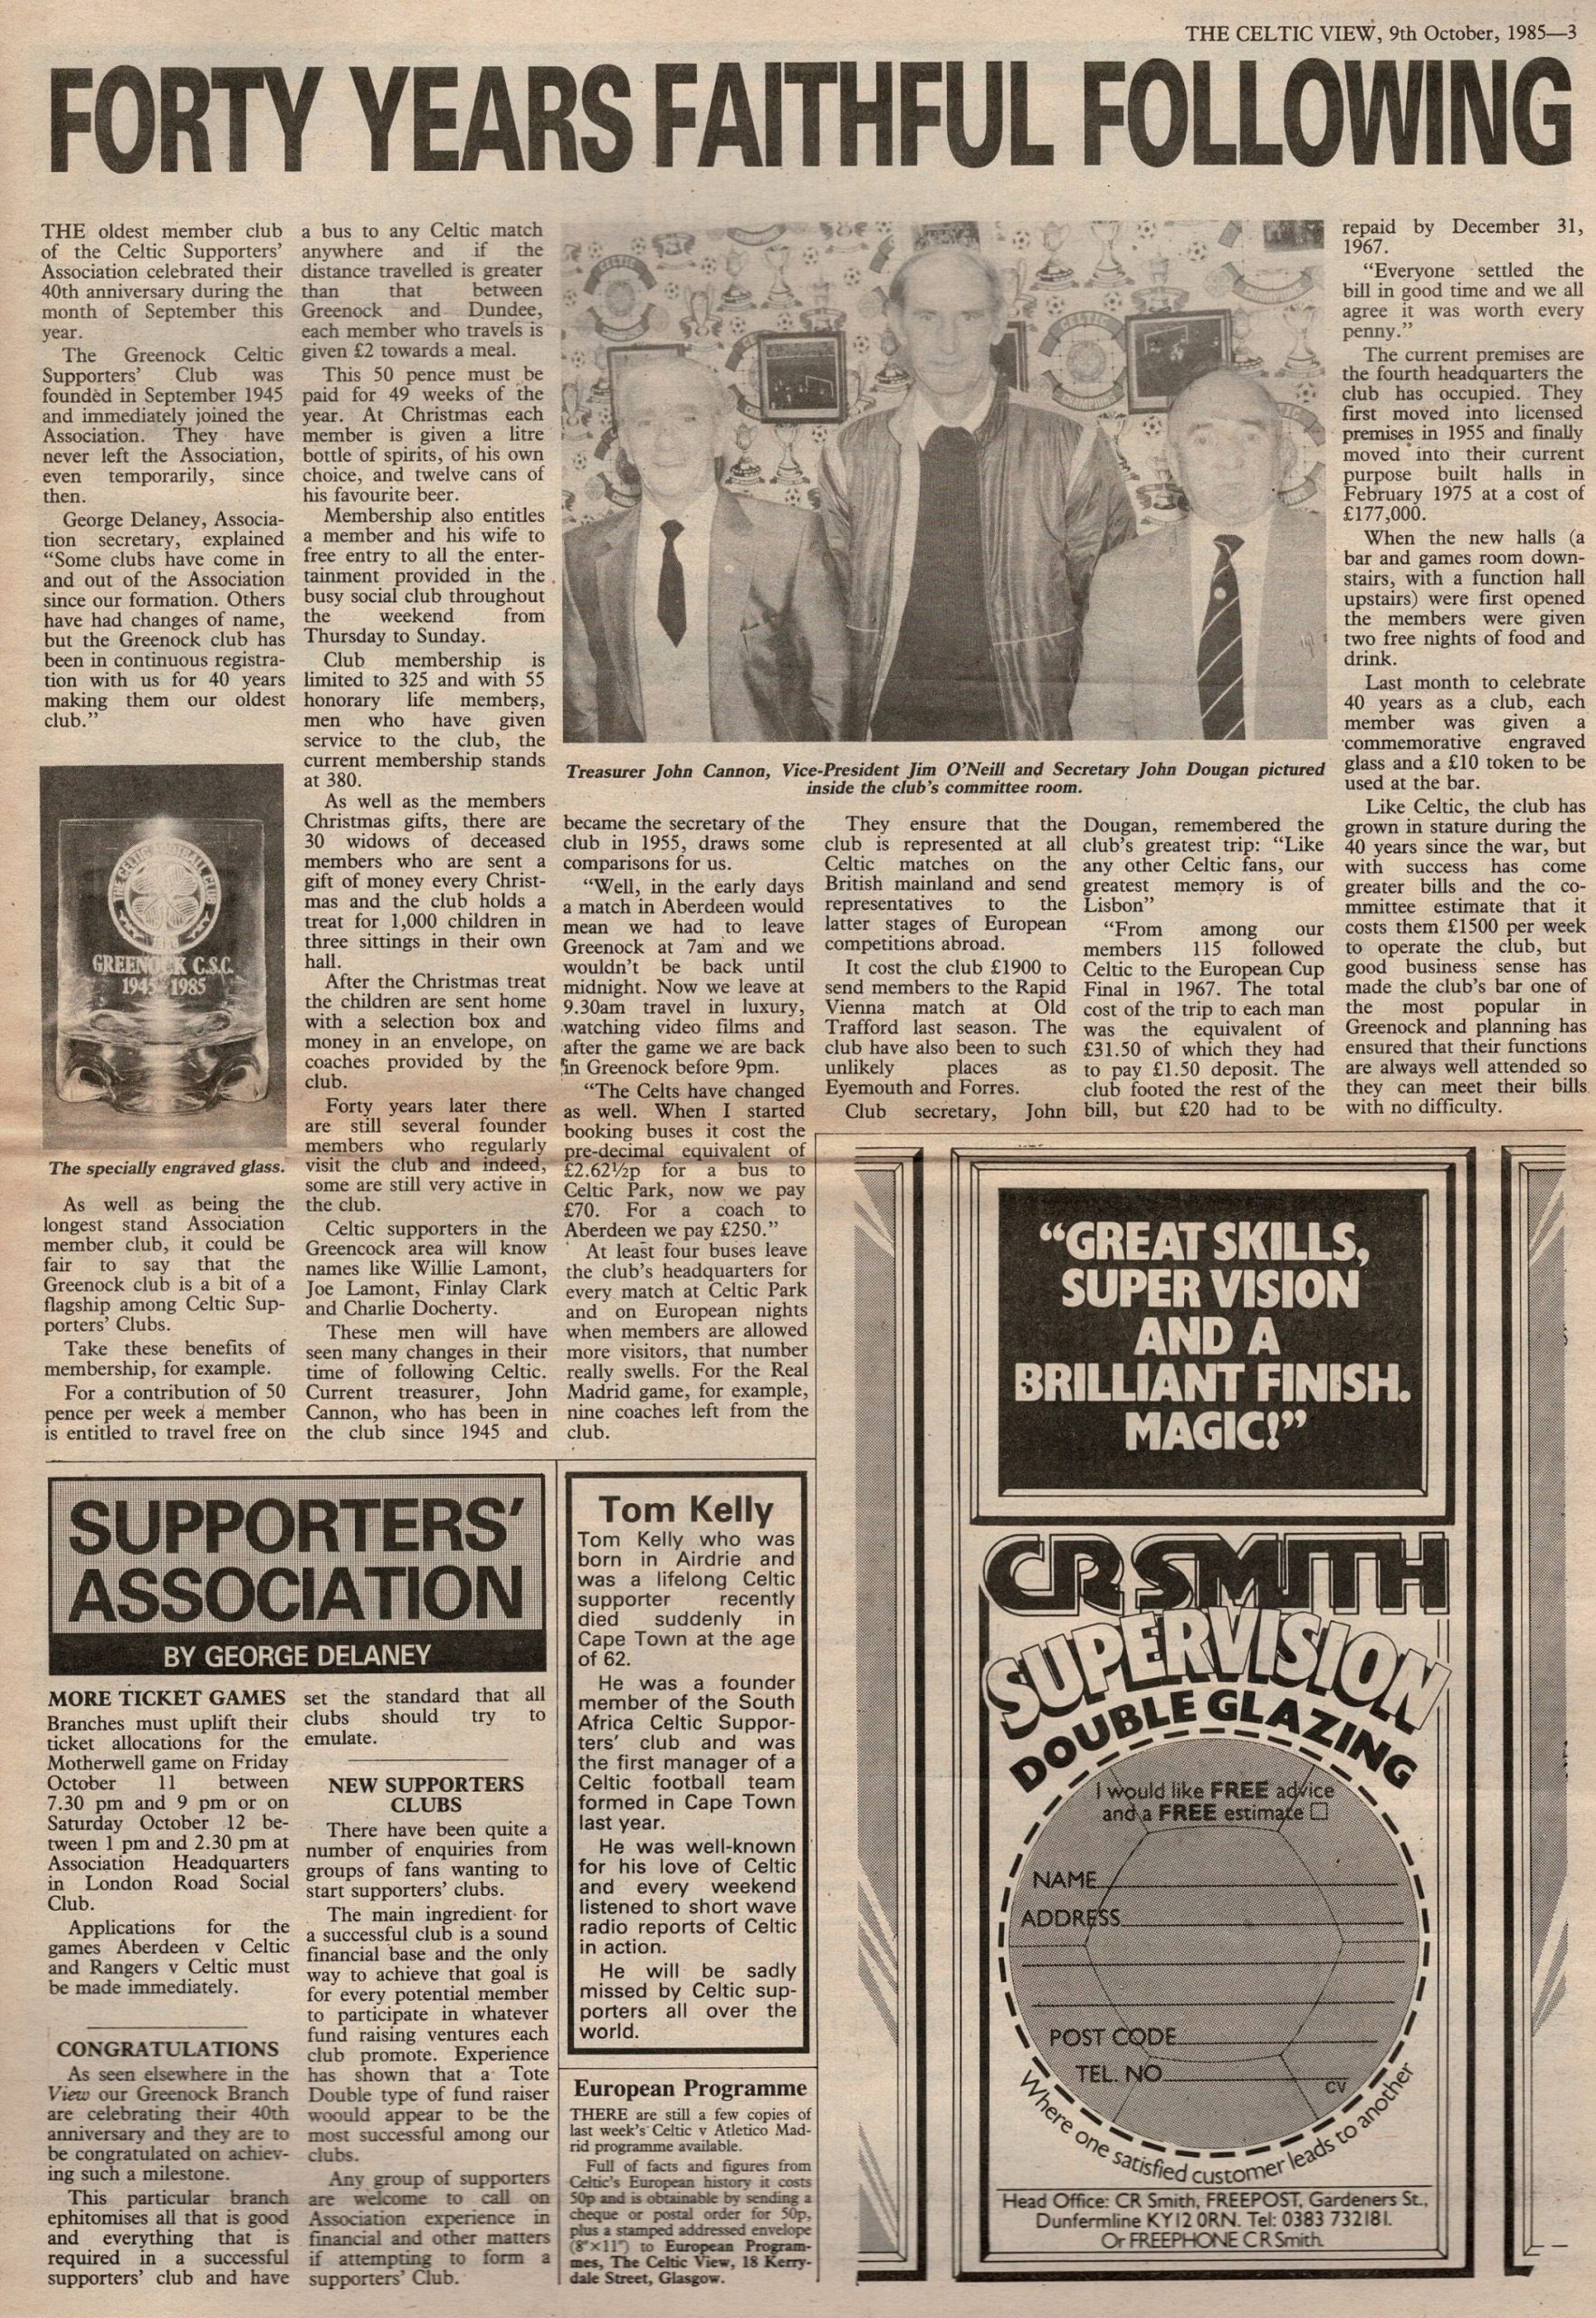 THE CELTIC VIEW, 9th October, 1985—3
FORTY YEARS FAITHFUL FOLLOWING
THE oldest member club
of the Celtic Supporters'
Association celebrated their
40th anniversary during the
month of September this
year.
The Greenock Celtic
Supporters' Club was
founded in September 1945
and immediately joined the
Association. They have
never left the Association,
even temporarily, since
then.
George Delaney, Associa-
tion secretary, explained
“Some clubs have come in
and out of the Association
since our formation. Others
have had changes of name,
but the Greenock club has
been in continuous registra-
tion with us for 40 years
making them our oldest
club.”
THE CELTIC FOOTBALL CLUB
GREENOCK C.S.C.
1945 1985
The specially engraved glass.
As well as being the
longest stand Association
member club, it could be
fair to say that the
Greenock club is a bit of a
flagship among Celtic Sup-
porters' Clubs.
Take these benefits of
membership, for example.
For a contribution of 50
pence per week a member
is entitled to travel free on
a bus to any Celtic match
anywhere and if the
distance travelled is greater
than that between
Greenock and Dundee,
each member who travels is
given £2 towards a meal.
This 50 pence must be
paid for 49 weeks of the
year. At Christmas each
member is given a litre
bottle of spirits, of his own
choice, and twelve cans of
his favourite beer.
Membership also entitles
a member and his wife to
free entry to all the enter-
tainment provided in the
busy social club throughout
the weekend from
Thursday to Sunday.
Club membership is
limited to 325 and with 55
honorary life members,
men who have given
service to the club, the
current membership stands
at 380.
As well as the members
Christmas gifts, there are
30 widows of deceased
members who are sent a
gift of money every Christ-
mas and the club holds a
treat for 1,000 children in
three sittings in their own
hall.
After the Christmas treat
the children are sent home
with a selection box and
money in an envelope, on
coaches provided by the
club.
Forty years later there
are still several founder
members who regularly
visit the club and indeed,
some are still very active in
the club.
Celtic supporters in the
Greencock area will know
names like Willie Lamont,
Joe Lamont, Finlay Clark
and Charlie Docherty.
These men will have
seen many changes in their
time of following Celtic.
Current treasurer, John
Cannon, who has been in
the club since 1945 and
Treasurer John Cannon, Vice-President Jim O'Neill and Secretary John Dougan pictured
inside the club's committee room.
became the secretary of the
club in 1955, draws some
comparisons for us.
“Well, in the early days
a match in Aberdeen would
mean we had to leave
Greenock at 7am and we
wouldn't be back until
midnight. Now we leave at
9.30am travel in luxury,
watching video films and
after the game we are back
in Greenock before 9pm.
“The Celts have changed
as well. When I started
booking buses it cost the
pre-decimal equivalent of
£2.62½p for a bus to
Celtic Park, now we pay
£70. For a coach to
Aberdeen we pay £250.”
At least four buses leave
the club's headquarters for
every match at Celtic Park
and on European nights
when members are allowed
more visitors, that number
really swells. For the Real
Madrid game, for example,
nine coaches left from the
club.
They ensure that the
club is represented at all
Celtic matches on the
British mainland and send
representatives to the
latter stages of European
competitions abroad.
It cost the club £1900 to
send members to the Rapid
Vienna match at Old
Trafford last season. The
club have also been to such
unlikely places as
Eyemouth and Forres.
Club secretary, John
Dougan, remembered the
club's greatest trip: “Like
any other Celtic fans, our
greatest memory is of
Lisbon”
“From among our
members 115 followed
Celtic to the European Cup
Final in 1967. The total
cost of the trip to each man
was the equivalent of
£31.50 of which they had
to pay £1.50 deposit. The
club footed the rest of the
bill, but £20 had to be
repaid by December 31,
1967.
“Everyone settled the
bill in good time and we all
agree it was worth every
penny.”
The current premises are
the fourth headquarters the
club has occupied. They
first moved into licensed
premises in 1955 and finally
moved into their current
purpose built halls in
February 1975 at a cost of
£177,000.
When the new halls (a
bar and games room down-
stairs, with a function hall
upstairs) were first opened
the members were given
two free nights of food and
drink.
Last month to celebrate
40 years as a club, each
member was given a
commemorative engraved
glass and a £10 token to be
used at the bar.
Like Celtic, the club has
grown in stature during the
40 years since the war, but
with success has come
greater bills and the co-
mmittee estimate that it
costs them £1500 per week
to operate the club, but
good business sense has
made the club's bar one of
the most popular in
Greenock and planning has
ensured that their functions
are always well attended so
they can meet their bills
with no difficulty.
SUPPORTERS'
ASSOCIATION
BY GEORGE DELANEY
MORE TICKET GAMES
Branches must uplift their
ticket allocations for the
Motherwell game on Friday
October 11 between
7.30 pm and 9 pm or on
Saturday October 12 be-
tween 1 pm and 2.30 pm at
Association Headquarters
in London Road Social
Club.
Applications for the
games Aberdeen v Celtic
and Rangers v Celtic must
be made immediately.
CONGRATULATIONS
As seen elsewhere in the
View our Greenock Branch
are celebrating their 40th
anniversary and they are to
be congratulated on achiev-
ing such a milestone.
This particular branch
ephitomises all that is good
and everything that is
required in a successful
supporters' club and have
set the standard that all
clubs should try to
emulate.
NEW SUPPORTERS
CLUBS
There have been quite a
number of enquiries from
groups of fans wanting to
start supporters' clubs.
The main ingredient for
a successful club is a sound
financial base and the only
way to achieve that goal is
for every potential member
to participate in whatever
fund raising ventures each
club promote. Experience
has shown that a Tote
Double type of fund raiser
woould appear to be the
most successful among our
clubs.
Any group of supporters
are welcome to call on
Association experience in
financial and other matters
if attempting to form a
supporters' Club.
Tom Kelly
Tom Kelly who was
born in Airdrie and
was a lifelong Celtic
supporter recently
died suddenly in
Cape Town at the age
of 62.
He was a founder
member of the South
Africa Celtic Suppor-
ters' club and was
the first manager of a
Celtic football team
formed in Cape Town
last year.
He was well-known
for his love of Celtic
and every weekend
listened to short wave
radio reports of Celtic
in action.
He will be sadly
missed by Celtic sup-
porters all over the
world.
European Programme
THERE are still a few copies of
last week's Celtic v Atletico Mad-
rid programme available.
Full of facts and figures from
Celtic's European history it costs
50p and is obtainable by sending a
cheque or postal order for 50p,
plus a stamped addressed envelope
(8"×11") to European Program-
mes, The Celtic View, 18 Kerry-
dale Street, Glasgow.
“GREAT SKILLS,
SUPER VISION
AND A
BRILLIANT FINISH.
MAGIC!”
CR SMITH
SUPERVISION
DOUBLE GLAZING
I would like FREE advice
and a FREE estimate
NAME
ADDRESS
POST CODE
TEL. NO
CV
Where one satisfied customer leads to another
Head Office: CR Smith, FREEPOST, Gardeners St.,
Dunfermline KY12 0RN. Tel: 0383 732181.
Or FREEPHONE CR Smith.